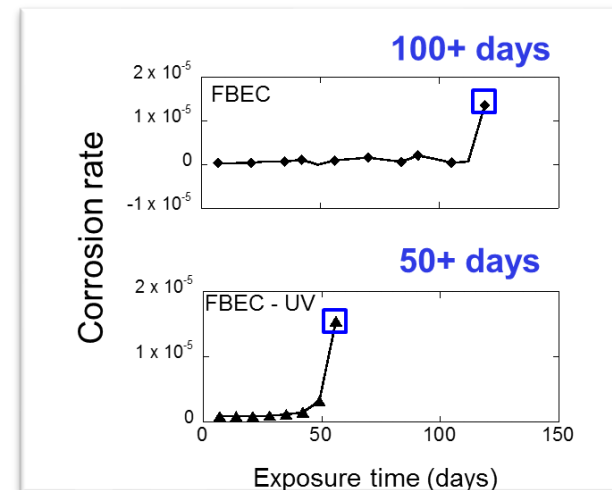 100+ days
2 x 10⁻⁵
FBEC
1 x 10⁻⁵
0
-1 x 10⁻⁵
Corrosion rate
50+ days
2 x 10⁻⁵
FBEC - UV
1 x 10⁻⁵
0
0 50 100 150
Exposure time (days)